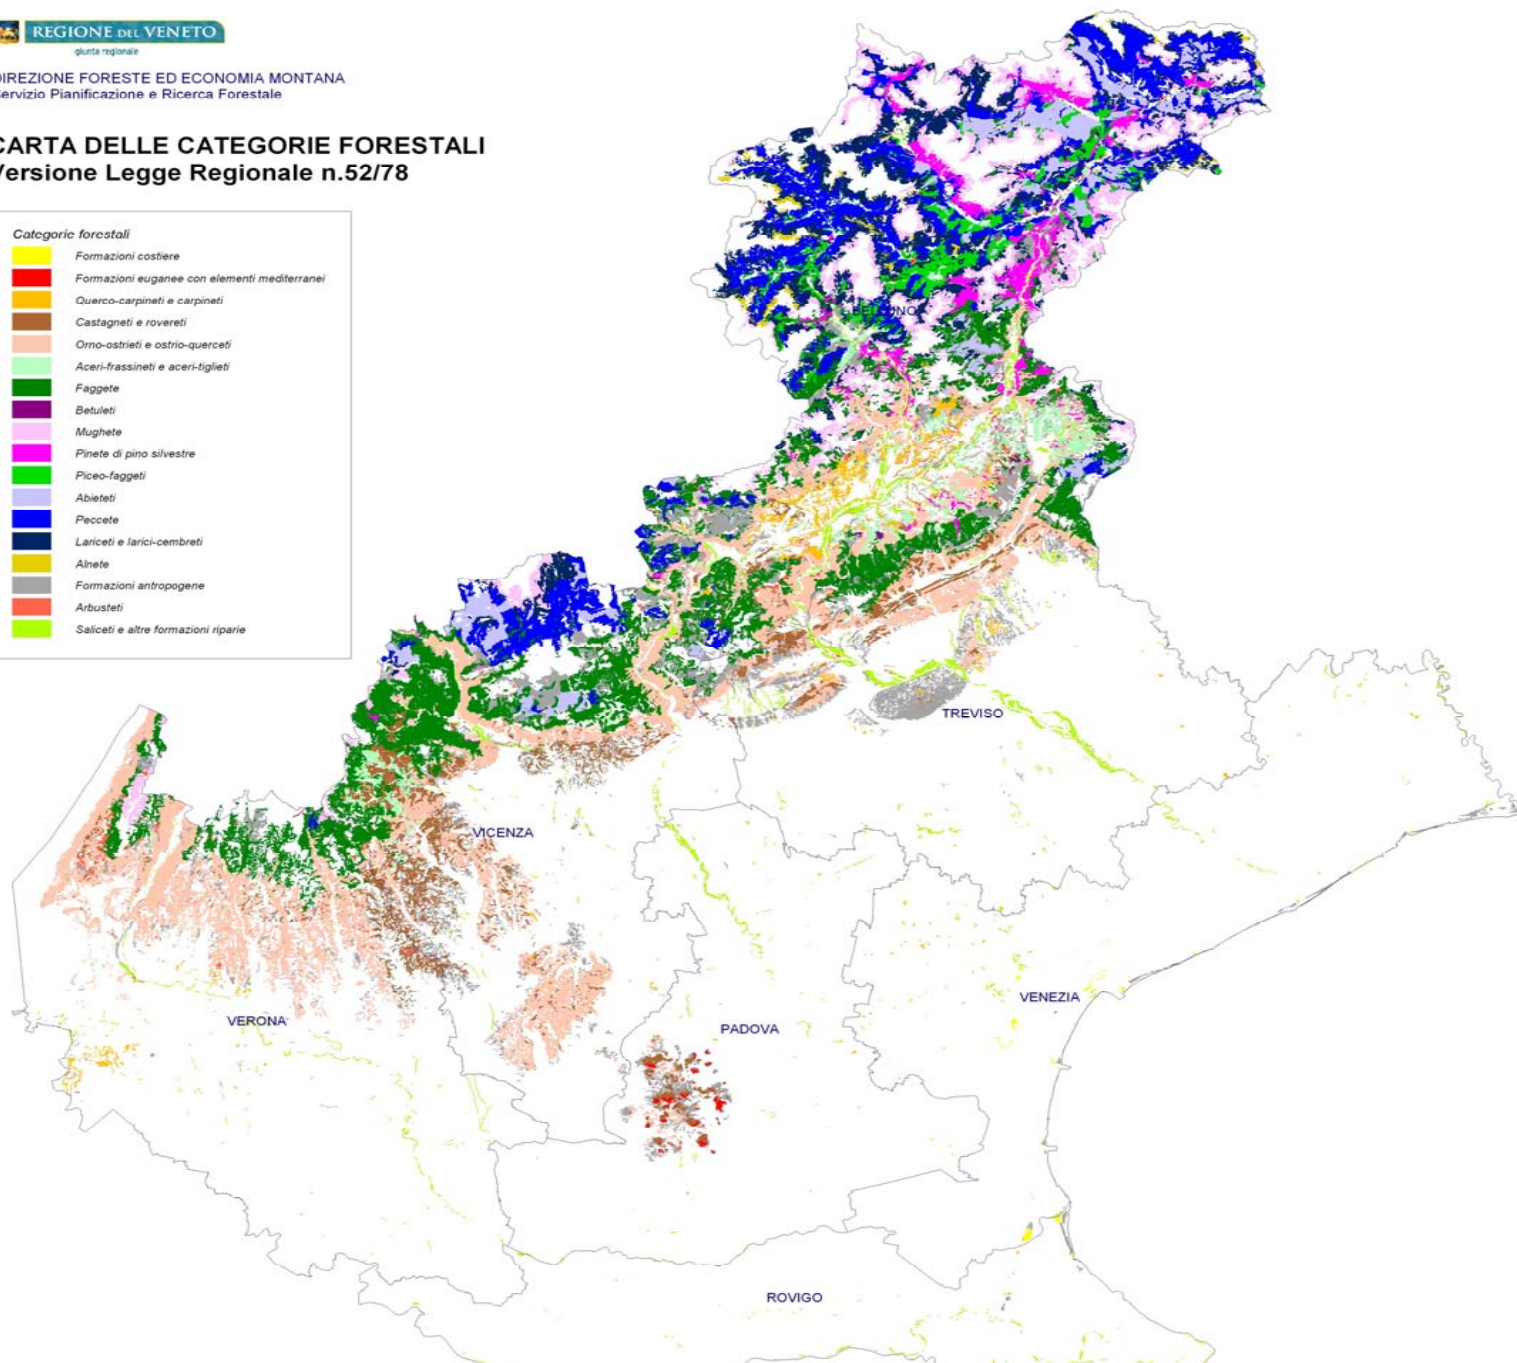 REGIONE DEL VENETO
giunta regionale
DIREZIONE FORESTE ED ECONOMIA MONTANA
Servizio Pianificazione e Ricerca Forestale
CARTA DELLE CATEGORIE FORESTALI
Versione Legge Regionale n.52/78
Categorie forestali
Formazioni costiere
Formazioni euganee con elementi mediterranei
Querco-carpineti e carpineti
Castagneti e rovereti
Orno-ostrieti e ostrio-querceti
Aceri-frassineti e aceri-tiglieti
Faggete
Betuleti
Mughete
Pinete di pino silvestre
Piceo-faggeti
Abieteti
Peccete
Lariceti e larici-cembreti
Alnete
Formazioni antropogene
Arbusteti
Saliceti e altre formazioni riparie
BELLUNO
TREVISO
VICENZA
VENEZIA
VERONA
PADOVA
ROVIGO